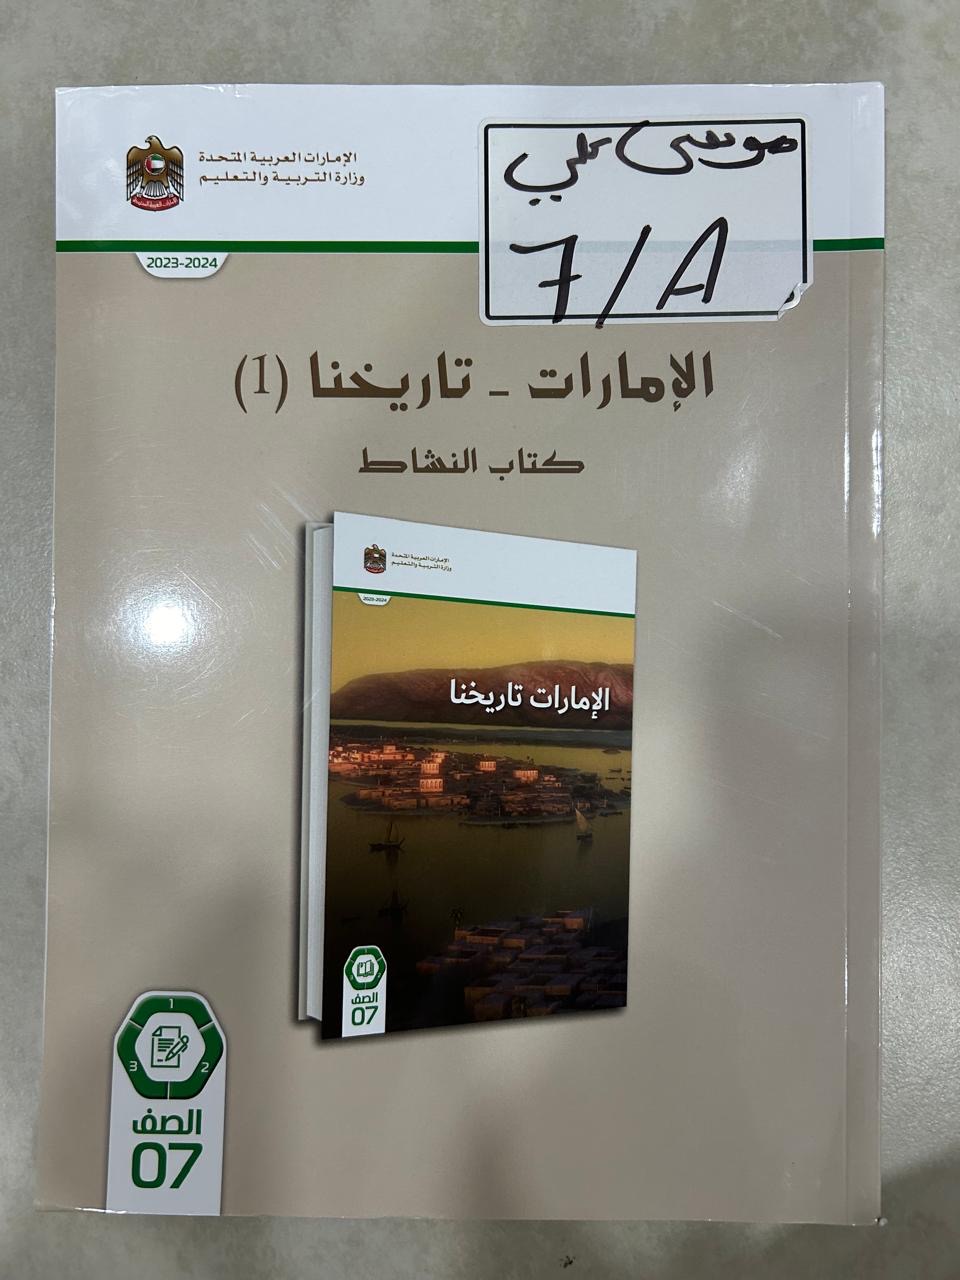 الإمارات العربية المتحدة
وزارة التربية والتعليم
موسى علي
7/A
2023-2024
الإمارات - تاريخنا (1)
كتاب النشاط
الإمارات العربية المتحدة
وزارة التربية والتعليم
2023-2024
الإمارات تاريخنا
الصف
07
1
3
2
الصف
07